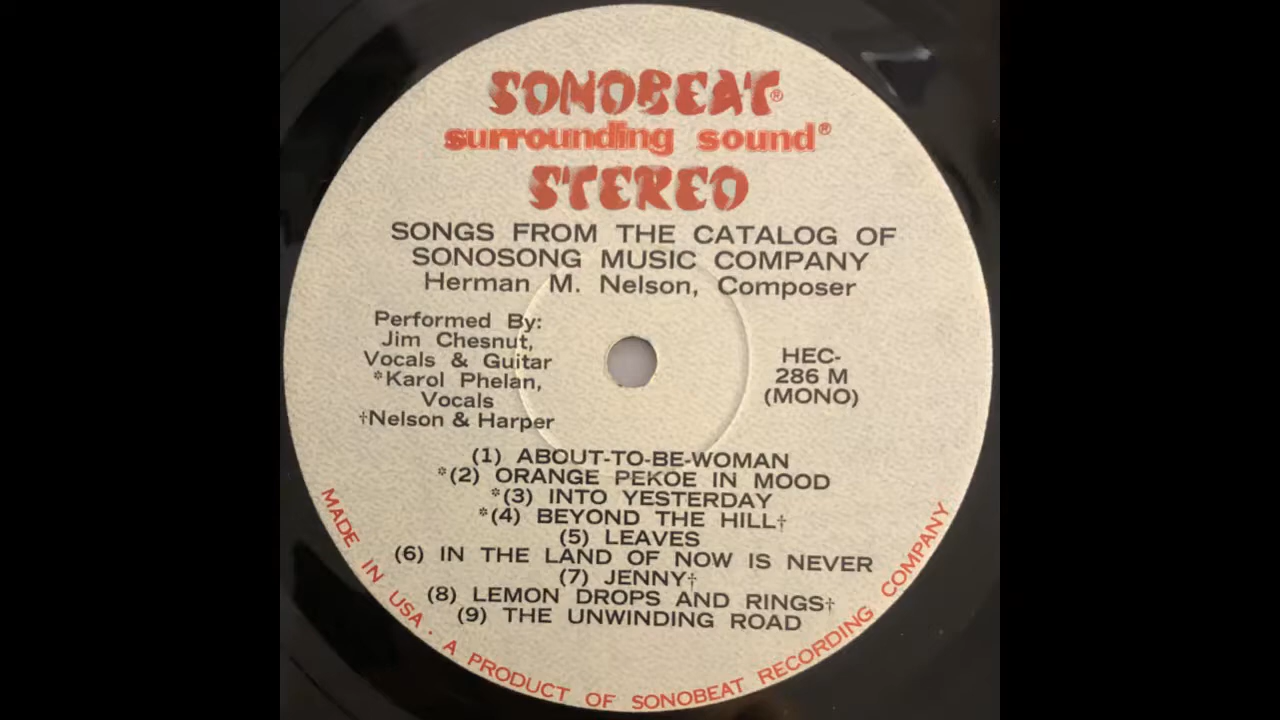 SONOBEAT®
surrounding sound®
STEREO
SONGS FROM THE CATALOG OF
SONOSONG MUSIC COMPANY
Herman M. Nelson, Composer
Performed By:
Jim Chesnut,
Vocals & Guitar
*Karol Phelan,
Vocals
†Nelson & Harper
HEC-
286 M
(MONO)
(1) ABOUT-TO-BE-WOMAN
*(2) ORANGE PEKOE IN MOOD
*(3) INTO YESTERDAY
*(4) BEYOND THE HILL†
(5) LEAVES
(6) IN THE LAND OF NOW IS NEVER
(7) JENNY†
(8) LEMON DROPS AND RINGS†
(9) THE UNWINDING ROAD
MADE IN USA · A PRODUCT OF SONOBEAT RECORDING COMPANY